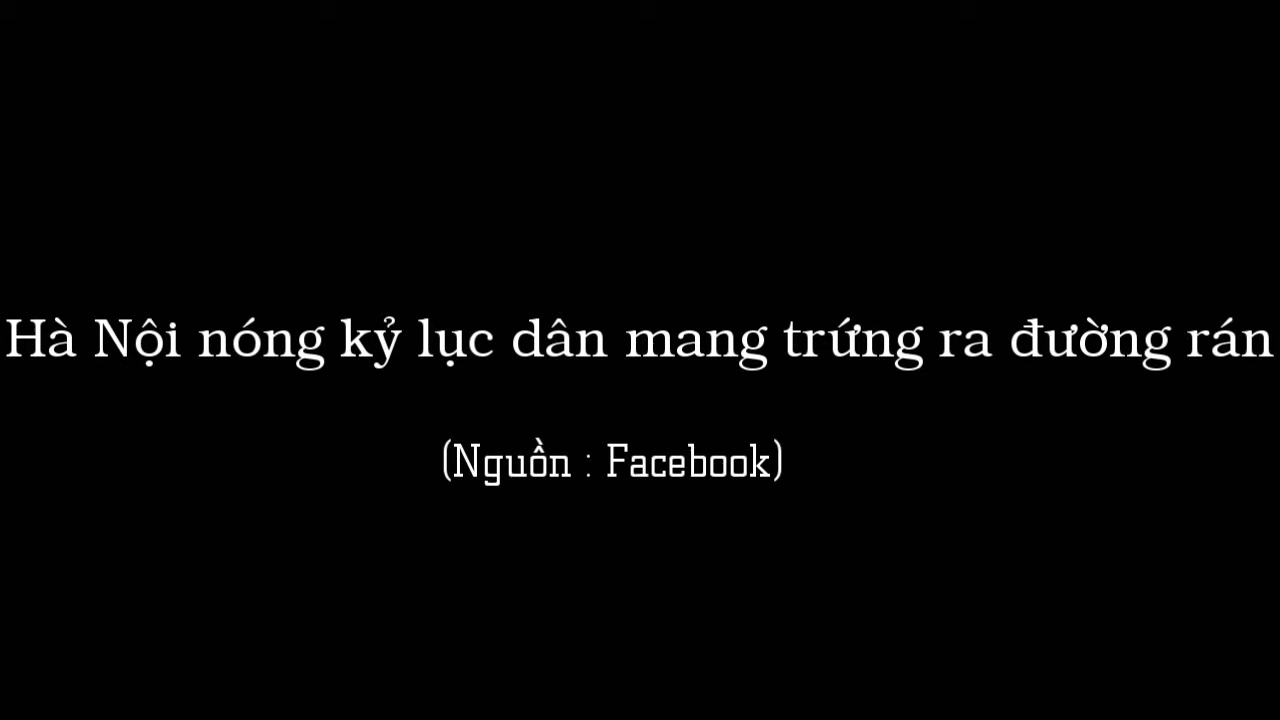 Hà Nội nóng kỷ lục dân mang trứng ra đường rán
(Nguồn : Facebook)